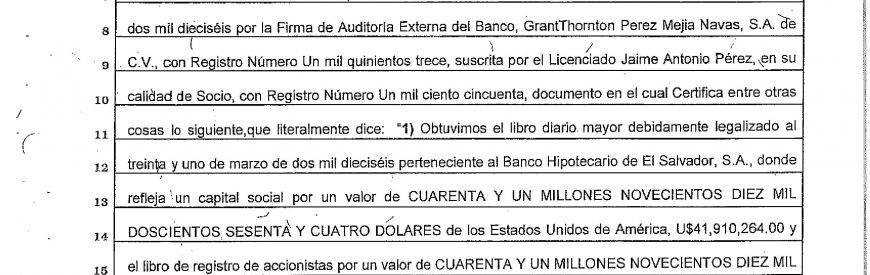 8 dos mil dieciséis por la Firma de Auditoría Externa del Banco, GrantThornton Perez Mejia Navas, S.A. de
9 C.V., con Registro Número Un mil quinientos trece, suscrita por el Licenciado Jaime Antonio Pérez, en su
10 calidad de Socio, con Registro Número Un mil ciento cincuenta, documento en el cual Certifica entre otras
11 cosas lo siguiente,que literalmente dice: "1) Obtuvimos el libro diario mayor debidamente legalizado al
12 treinta y uno de marzo de dos mil dieciséis perteneciente al Banco Hipotecario de El Salvador, S.A., donde
13 refleja un capital social por un valor de CUARENTA Y UN MILLONES NOVECIENTOS DIEZ MIL
14 DOSCIENTOS SESENTA Y CUATRO DÓLARES de los Estados Unidos de América, U$41,910,264.00 y
15 el libro de registro de accionistas por un valor de CUARENTA Y UN MILLONES NOVECIENTOS DIEZ MIL